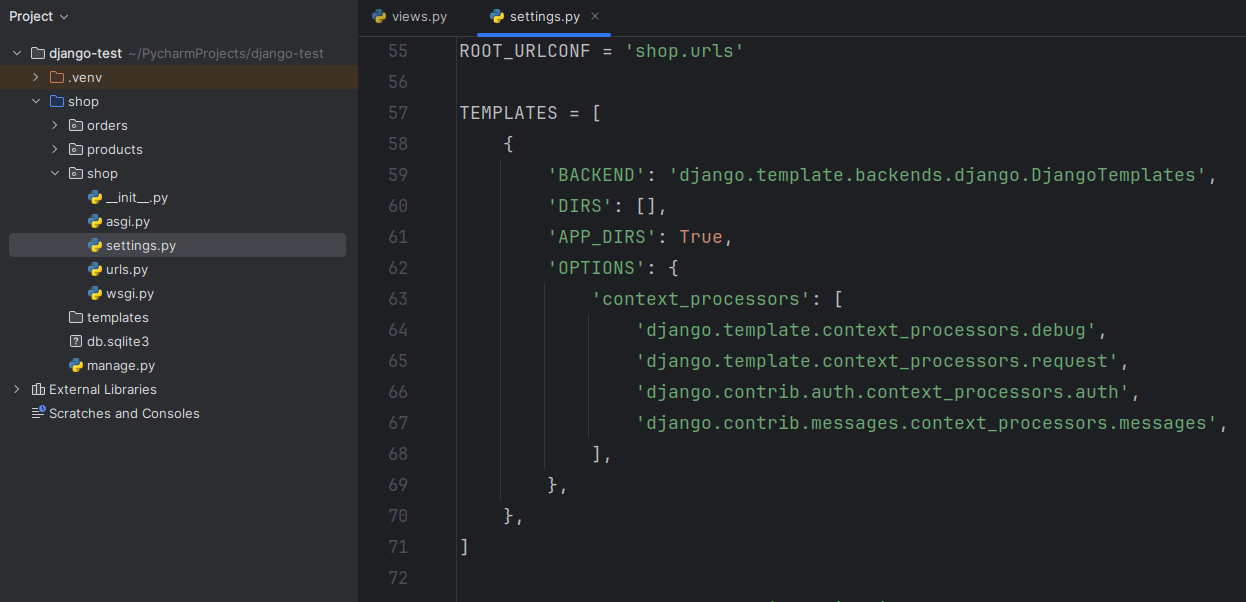 Project
django-test ~/PycharmProjects/django-test
.venv
shop
orders
products
shop
__init__.py
asgi.py
settings.py
urls.py
wsgi.py
templates
db.sqlite3
manage.py
External Libraries
Scratches and Consoles
views.py settings.py
55 ROOT_URLCONF = 'shop.urls'
56
57 TEMPLATES = [
58     {
59         'BACKEND': 'django.template.backends.django.DjangoTemplates',
60         'DIRS': [],
61         'APP_DIRS': True,
62         'OPTIONS': {
63             'context_processors': [
64                 'django.template.context_processors.debug',
65                 'django.template.context_processors.request',
66                 'django.contrib.auth.context_processors.auth',
67                 'django.contrib.messages.context_processors.messages',
68             ],
69         },
70     },
71 ]
72